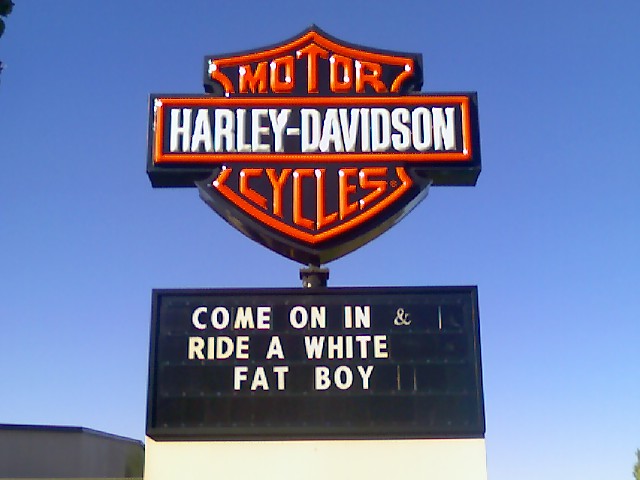 MOTOR
HARLEY-DAVIDSON
CYCLES
COME ON IN &
RIDE A WHITE
FAT BOY